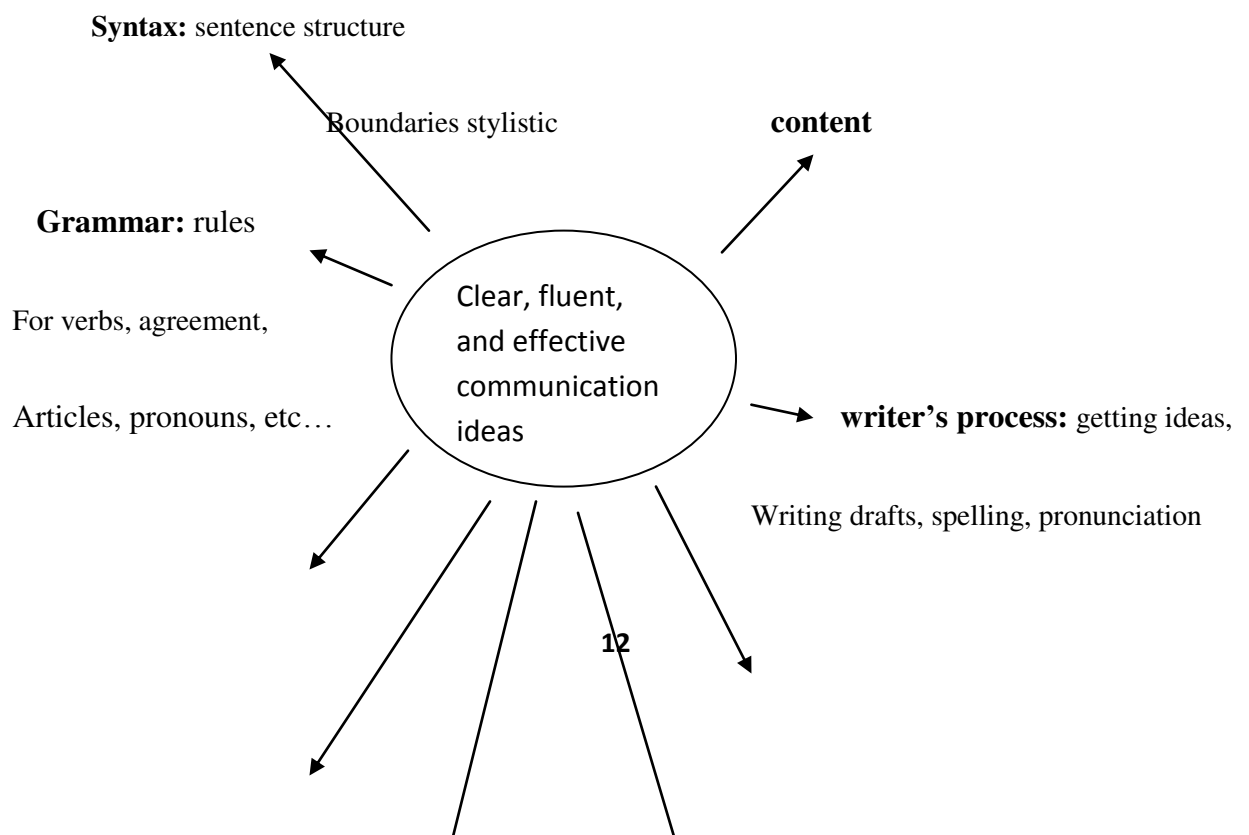 Syntax: sentence structure
Boundaries stylistic
content
Grammar: rules
For verbs, agreement,
Articles, pronouns, etc…
Clear, fluent,
and effective
communication
ideas
writer’s process: getting ideas,
Writing drafts, spelling, pronunciation
12